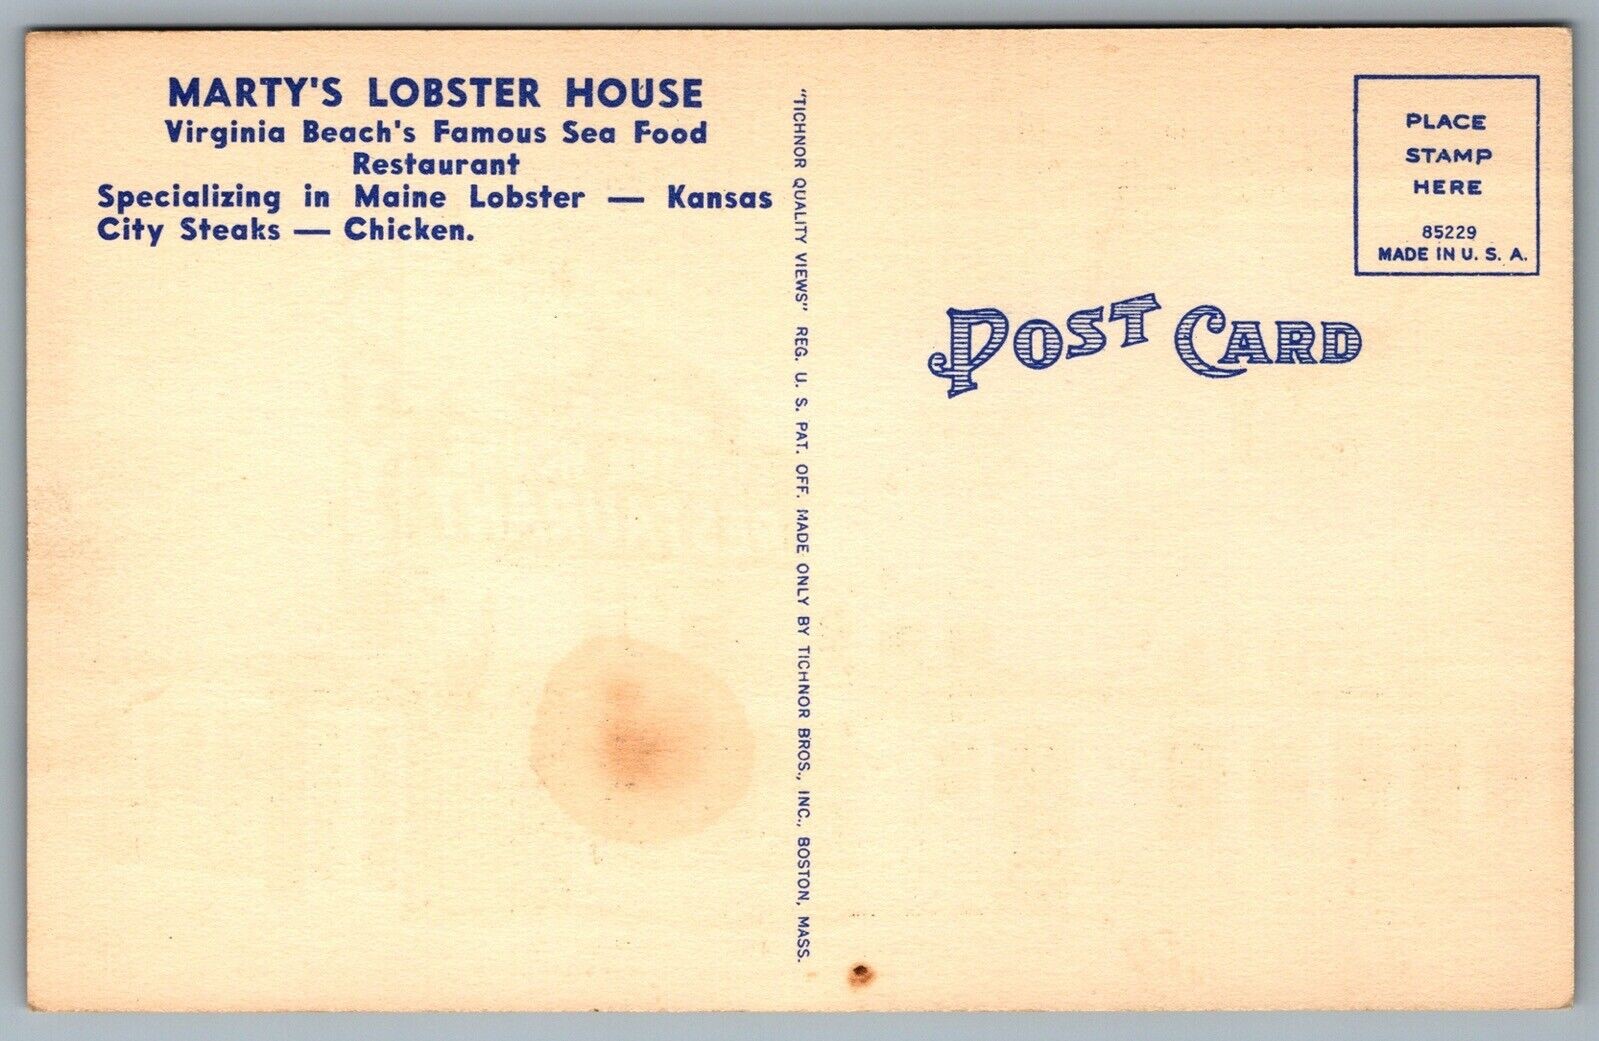 MARTY'S LOBSTER HOUSE
Virginia Beach's Famous Sea Food
Restaurant
Specializing in Maine Lobster — Kansas
City Steaks — Chicken.
"TICHNOR QUALITY VIEWS" REG. U. S. PAT. OFF. MADE ONLY BY TICHNOR BROS., INC., BOSTON, MASS.
PLACE
STAMP
HERE
85229
MADE IN U. S. A.
POST CARD